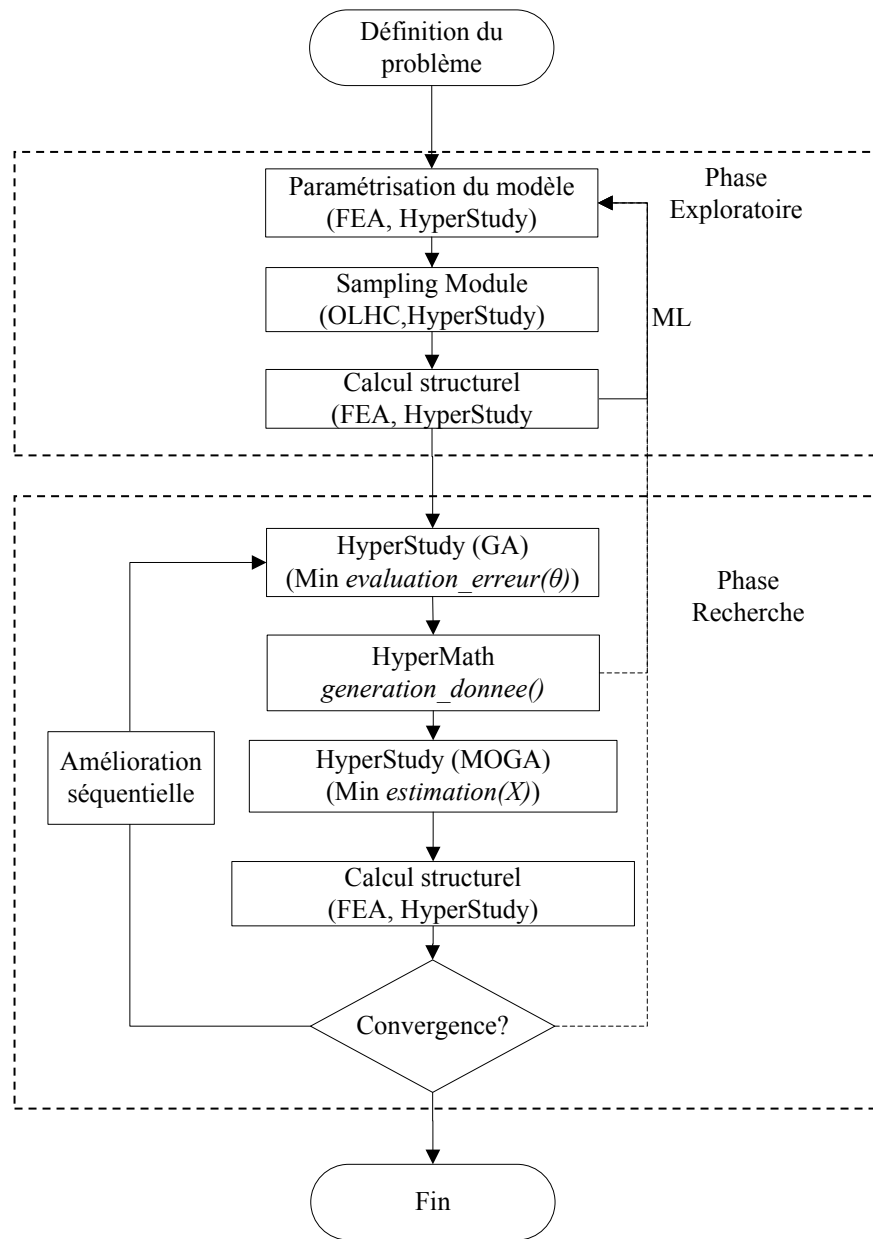 Définition du
problème
Phase
Exploratoire
Paramétrisation du modèle
(FEA, HyperStudy)
Sampling Module
(OLHC,HyperStudy)
ML
Calcul structurel
(FEA, HyperStudy
HyperStudy (GA)
(Min evaluation_erreur(θ))
Phase
Recherche
HyperMath
generation_donnee()
Amélioration
séquentielle
HyperStudy (MOGA)
(Min estimation(X))
Calcul structurel
(FEA, HyperStudy)
Convergence?
Fin